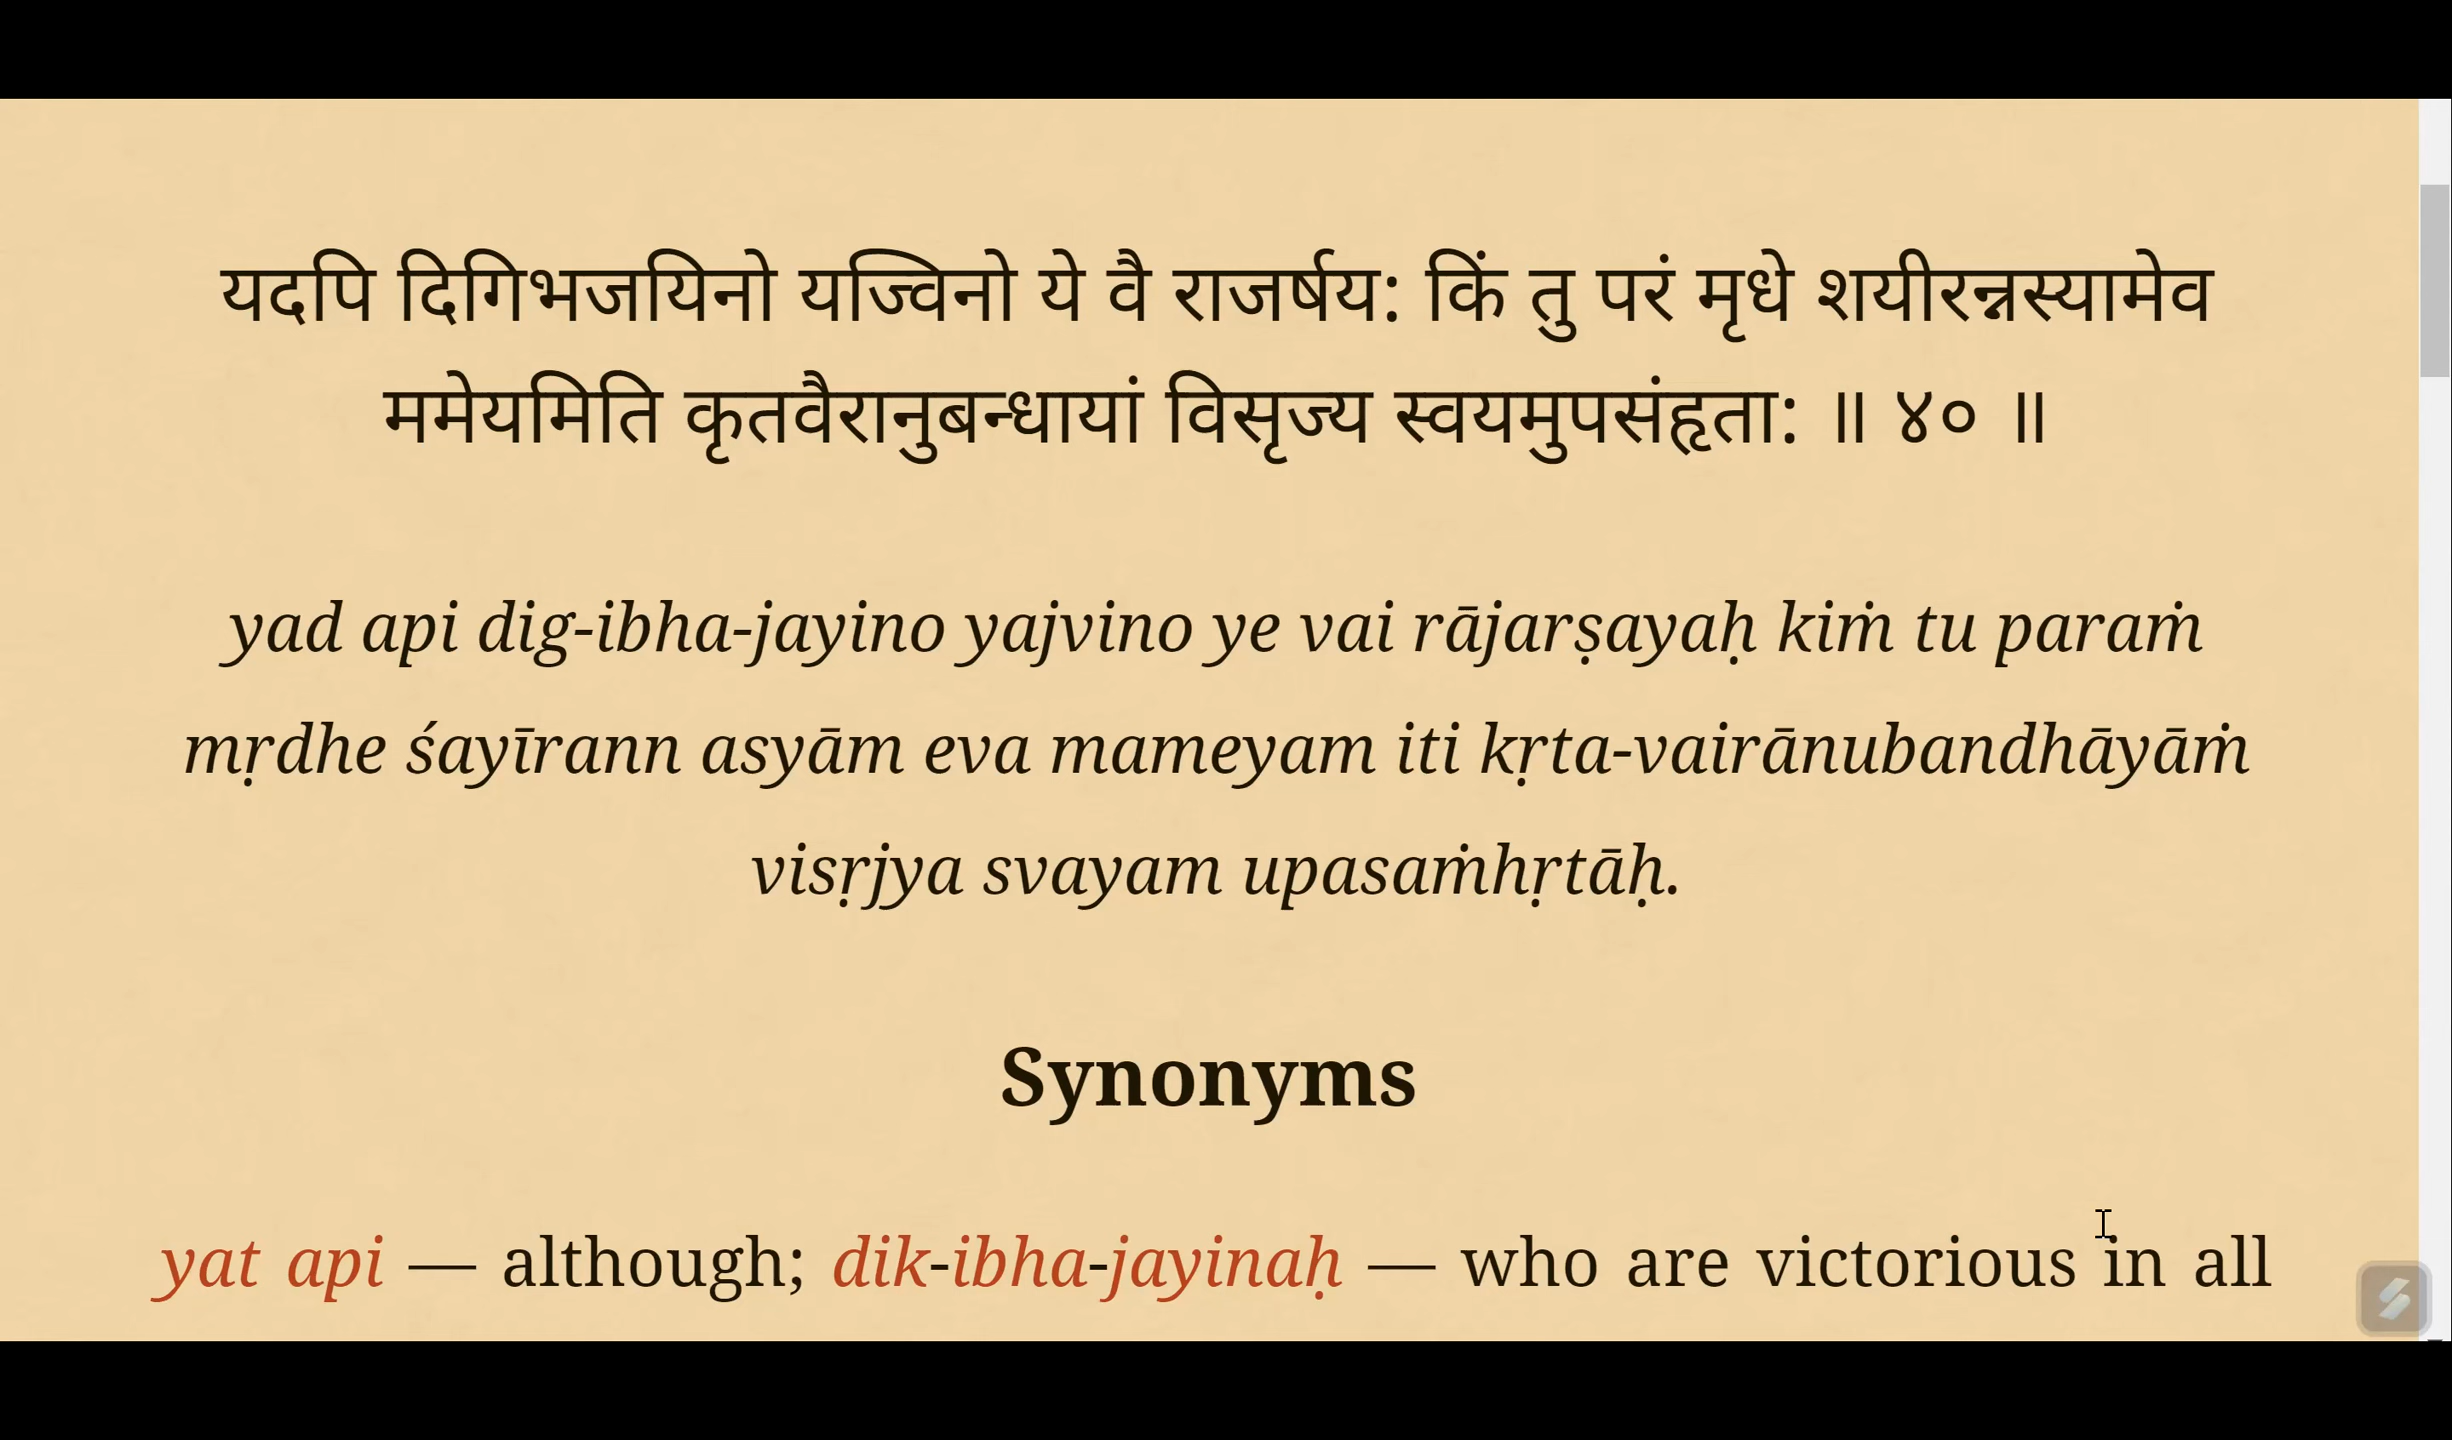 यदपि दिगिभजयिनो यज्विनो ये वै राजर्षय: किं तु परं मृधे शयीरन्नस्यामेव
ममेयमिति कृतवैरानुबन्धायां विसृज्य स्वयमुपसंहृता: ॥ ४० ॥
yad api dig-ibha-jayino yajvino ye vai rājarṣayaḥ kiṁ tu paraṁ
mṛdhe śayīrann asyām eva mameyam iti kṛta-vairānubandhāyāṁ
visṛjya svayam upasaṁhṛtāḥ.
Synonyms
yat api — although; dik-ibha-jayinaḥ — who are victorious in all